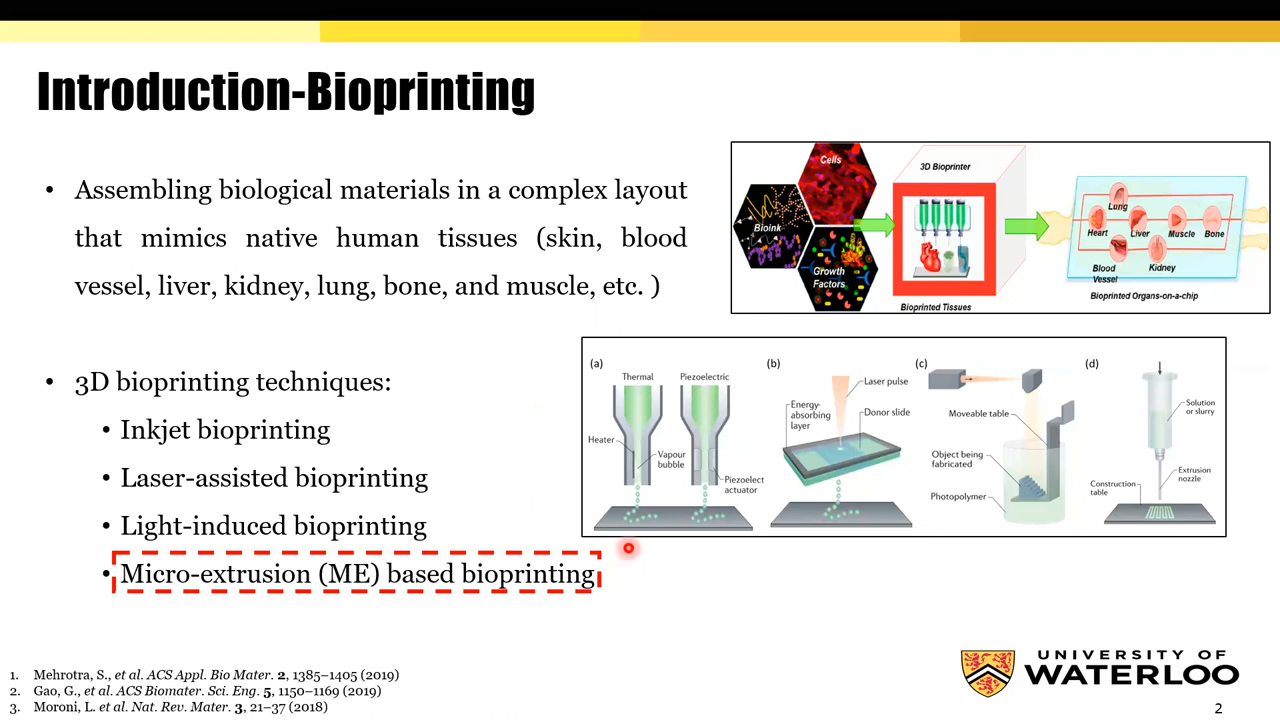 Introduction-Bioprinting
• Assembling biological materials in a complex layout
that mimics native human tissues (skin, blood
vessel, liver, kidney, lung, bone, and muscle, etc. )
Cells
Bioink
Growth
Factors
3D Bioprinter
Bioprinted Tissues
Lung
Heart
Liver
Muscle
Bone
Blood
Vessel
Kidney
Bioprinted Organs-on-a-chip
• 3D bioprinting techniques:
• Inkjet bioprinting
• Laser-assisted bioprinting
• Light-induced bioprinting
• Micro-extrusion (ME) based bioprinting
(a)
Thermal
Piezoelectric
Heater
Vapour
bubble
Piezoelect
actuator
(b)
Laser pulse
Energy-
absorbing
layer
Donor slide
(c)
Moveable table
Object being
fabricated
Photopolymer
(d)
Solution
or slurry
Extrusion
nozzle
Construction
table
1. Mehrotra, S., et al. ACS Appl. Bio Mater. 2, 1385–1405 (2019)
2. Gao, G., et al. ACS Biomater. Sci. Eng. 5, 1150–1169 (2019)
3. Moroni, L. et al. Nat. Rev. Mater. 3, 21–37 (2018)
UNIVERSITY OF
WATERLOO
2